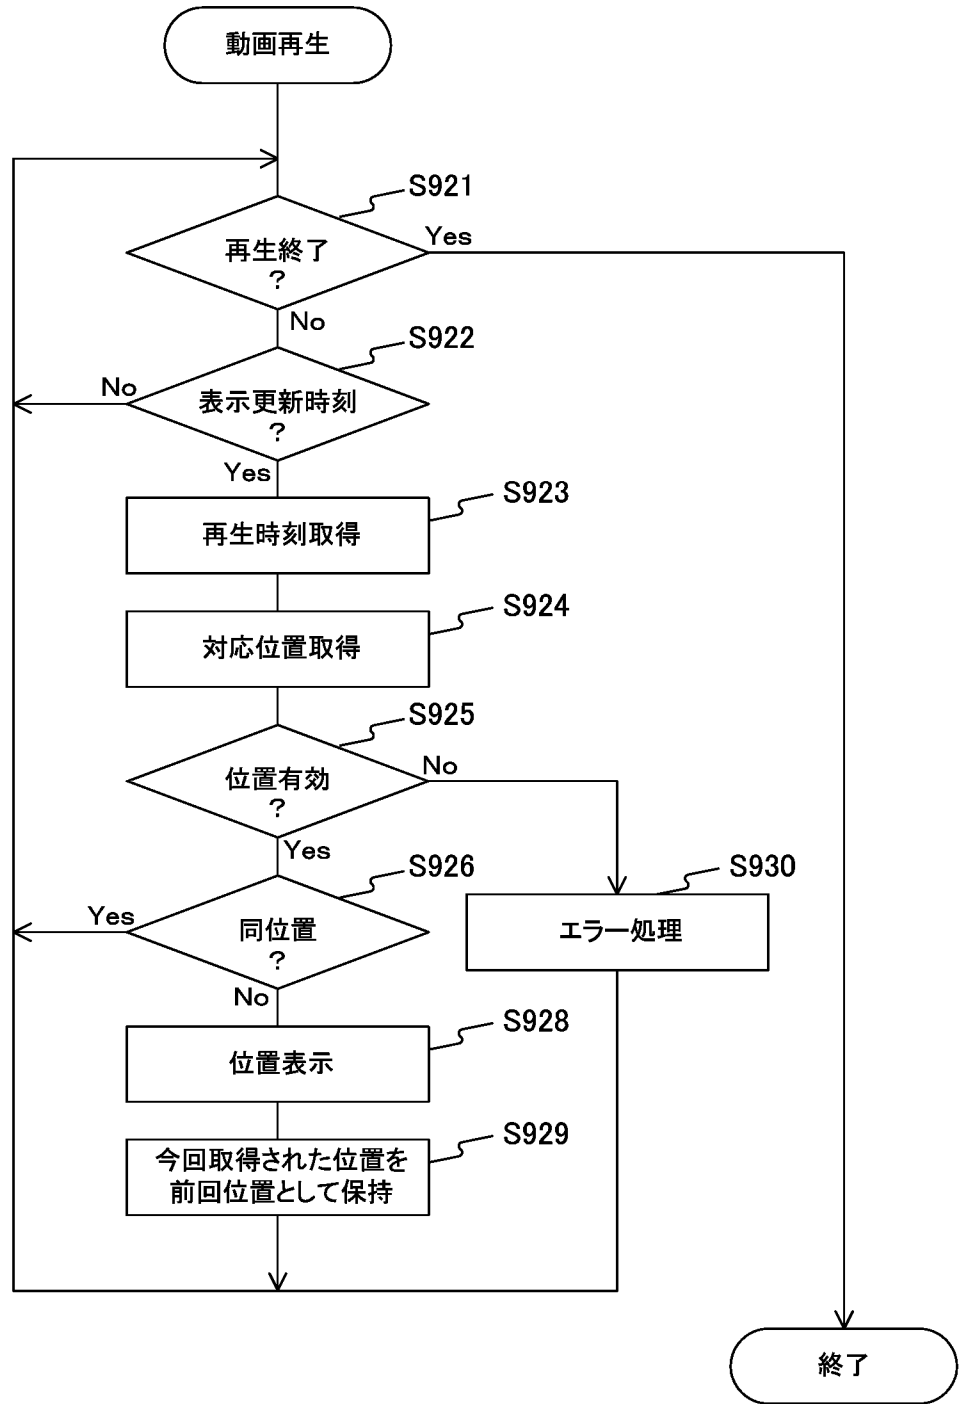 動画再生
S921
再生終了
?
Yes
No
S922
表示更新時刻
?
No
Yes
S923
再生時刻取得
S924
対応位置取得
S925
位置有効
?
No
Yes
S926
同位置
?
Yes
No
S930
エラー処理
S928
位置表示
S929
今回取得された位置を
前回位置として保持
終了